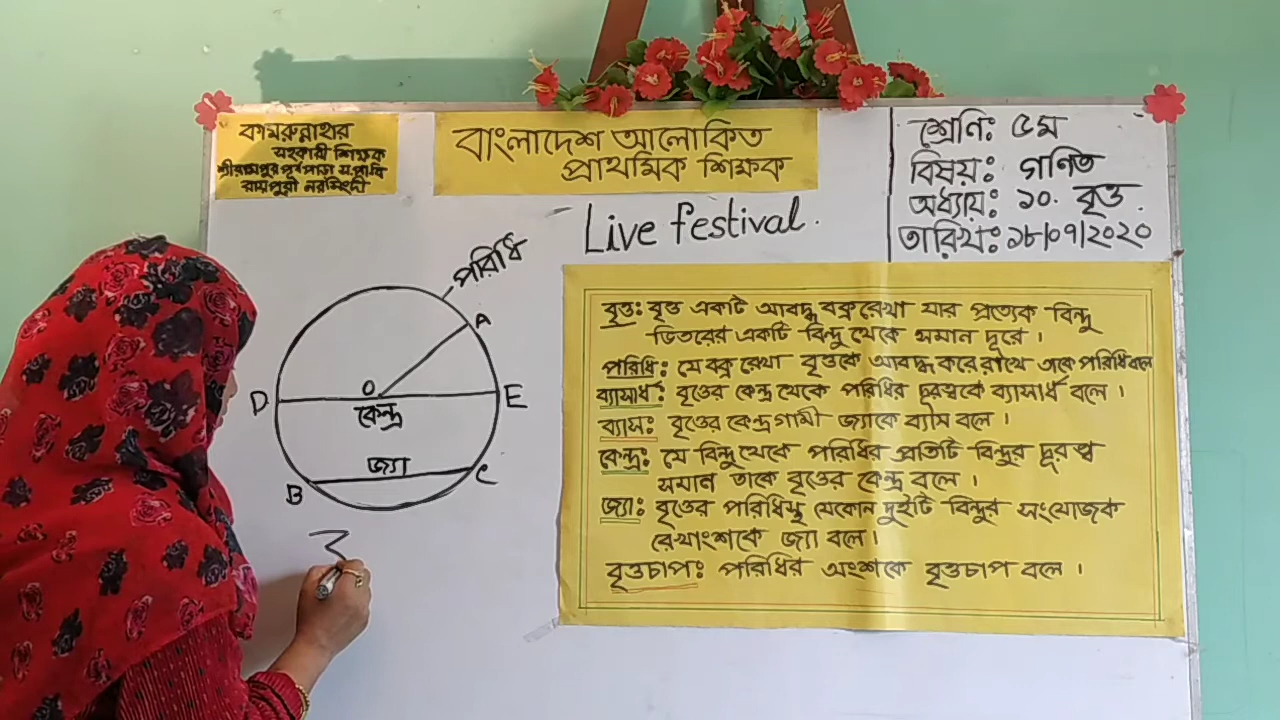 কামরুন্নাহার
সহকারী শিক্ষক
শ্রীরামপুর পূর্ব পাড়া স.প্রা.বি
রায়পুরা নরসিংদী
বাংলাদেশ আলোকিত
প্রাথমিক শিক্ষক
শ্রেণি: ৫ম
বিষয়: গণিত
অধ্যায়: ১০. বৃত্ত.
তারিখ: ১৮/০৭/২০২০
Live festival.
পরিধি
A
D
O
E
কেন্দ্র
জ্যা
B
C
বৃত্ত: বৃত্ত একটি আবদ্ধ বক্ররেখা যার প্রত্যেক বিন্দু
ভিতরের একটি বিন্দু থেকে সমান দূরে।
পরিধি: যে বক্র রেখা বৃত্তকে আবদ্ধ করে রাখে তাকে পরিধি বলে
ব্যাসার্ধ: বৃত্তের কেন্দ্র থেকে পরিধির দূরত্বকে ব্যাসার্ধ বলে।
ব্যাস: বৃত্তের কেন্দ্রগামী জ্যাকে ব্যাস বলে।
কেন্দ্র: যে বিন্দু থেকে পরিধির প্রতিটি বিন্দুর দূরত্ব
সমান তাকে বৃত্তের কেন্দ্র বলে।
জ্যা: বৃত্তের পরিধিস্থ যেকোন দুইটি বিন্দুর সংযোজক
রেখাংশকে জ্যা বলে।
বৃত্তচাপ: পরিধির অংশকে বৃত্তচাপ বলে।